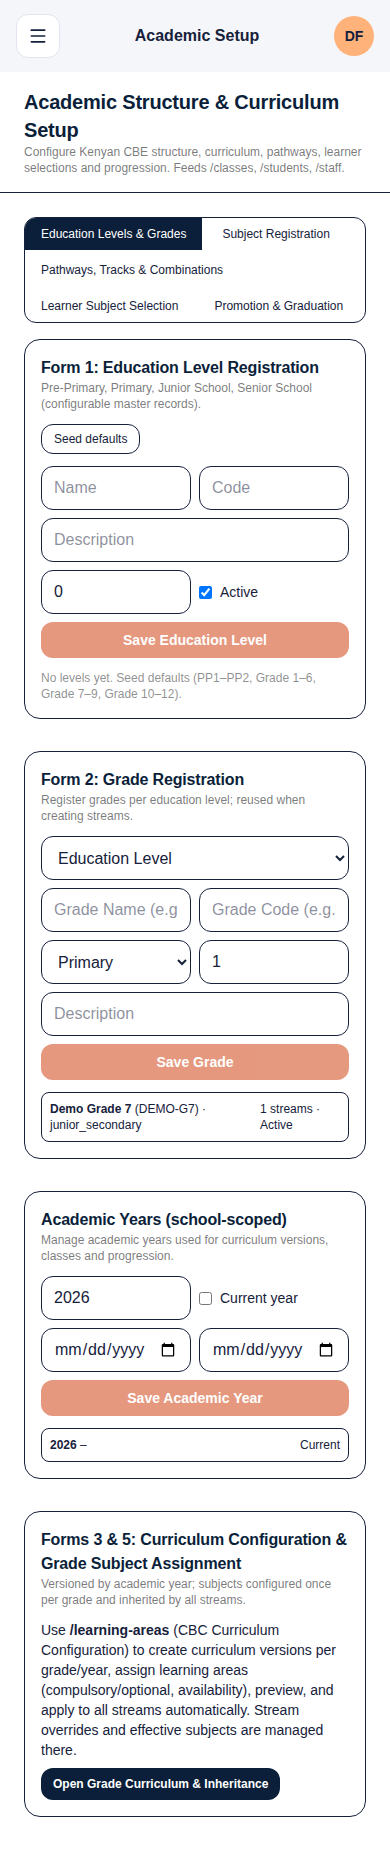 Academic Setup
DF
Academic Structure & Curriculum
Setup
Configure Kenyan CBE structure, curriculum, pathways, learner
selections and progression. Feeds /classes, /students, /staff.
Education Levels & Grades
Subject Registration
Pathways, Tracks & Combinations
Learner Subject Selection
Promotion & Graduation
Form 1: Education Level Registration
Pre-Primary, Primary, Junior School, Senior School
(configurable master records).
Seed defaults
Name
Code
Description
0
Active
Save Education Level
No levels yet. Seed defaults (PP1–PP2, Grade 1–6,
Grade 7–9, Grade 10–12).
Form 2: Grade Registration
Register grades per education level; reused when
creating streams.
Education Level
Grade Name (e.g
Grade Code (e.g.
Primary
1
Description
Save Grade
Demo Grade 7 (DEMO-G7) ·
junior_secondary
1 streams ·
Active
Academic Years (school-scoped)
Manage academic years used for curriculum versions,
classes and progression.
2026
Current year
mm/dd/yyyy
mm/dd/yyyy
Save Academic Year
2026 –
Current
Forms 3 & 5: Curriculum Configuration &
Grade Subject Assignment
Versioned by academic year; subjects configured once
per grade and inherited by all streams.
Use /learning-areas (CBC Curriculum
Configuration) to create curriculum versions per
grade/year, assign learning areas
(compulsory/optional, availability), preview, and
apply to all streams automatically. Stream
overrides and effective subjects are managed
there.
Open Grade Curriculum & Inheritance